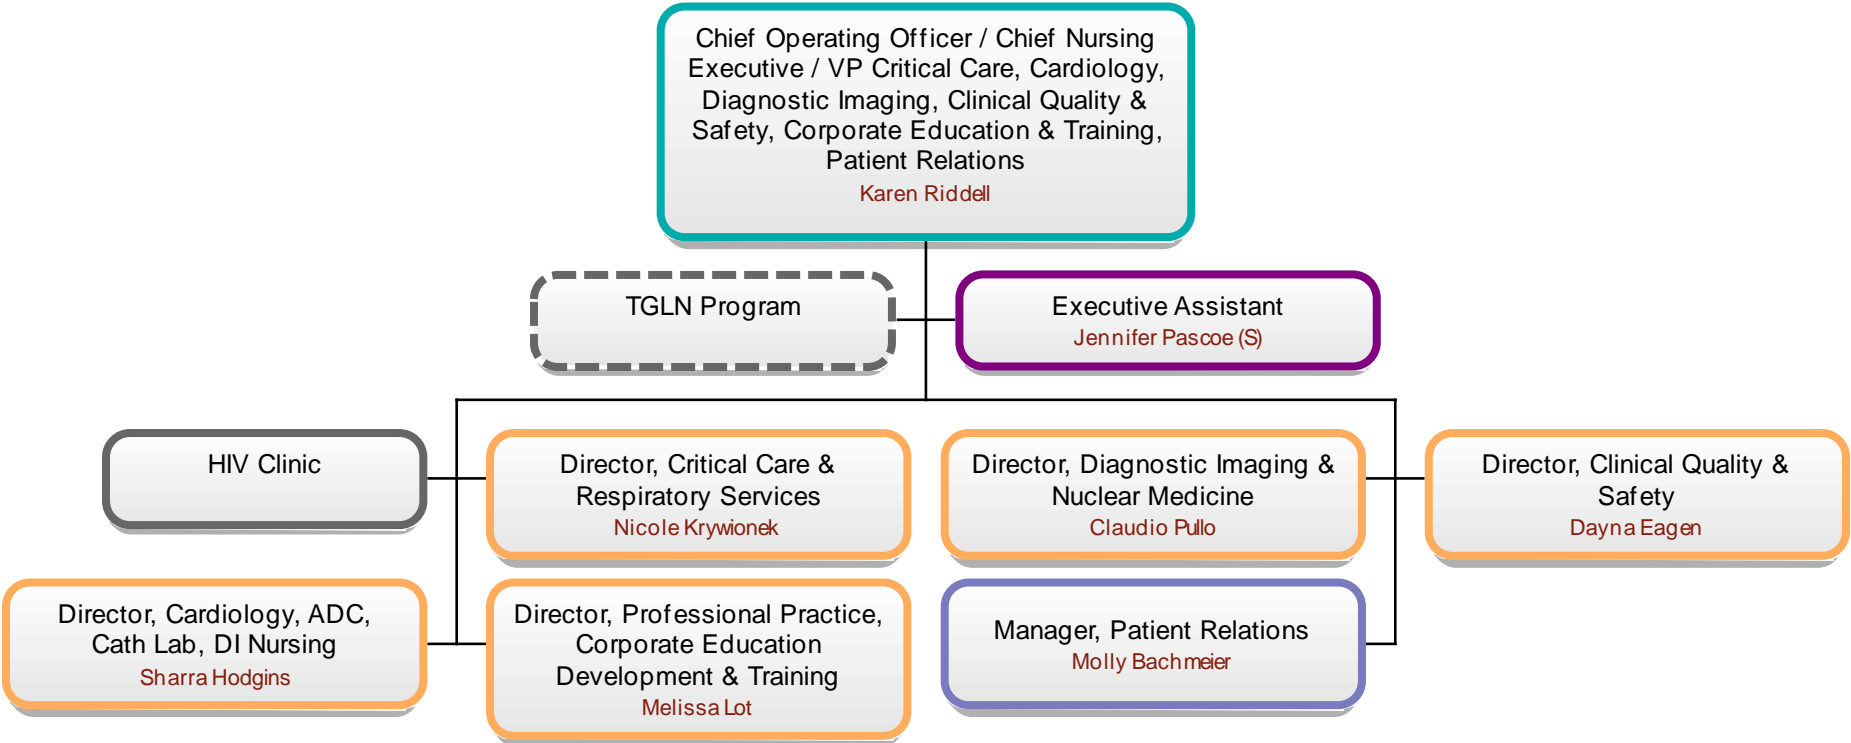 Chief Operating Officer / Chief Nursing
Executive / VP Critical Care, Cardiology,
Diagnostic Imaging, Clinical Quality &
Safety, Corporate Education & Training,
Patient Relations
Karen Riddell
TGLN Program
Executive Assistant
Jennifer Pascoe (S)
HIV Clinic
Director, Critical Care &
Respiratory Services
Nicole Krywionek
Director, Diagnostic Imaging &
Nuclear Medicine
Claudio Pullo
Director, Clinical Quality &
Safety
Dayna Eagen
Director, Cardiology, ADC,
Cath Lab, DI Nursing
Sharra Hodgins
Director, Professional Practice,
Corporate Education
Development & Training
Melissa Lot
Manager, Patient Relations
Molly Bachmeier